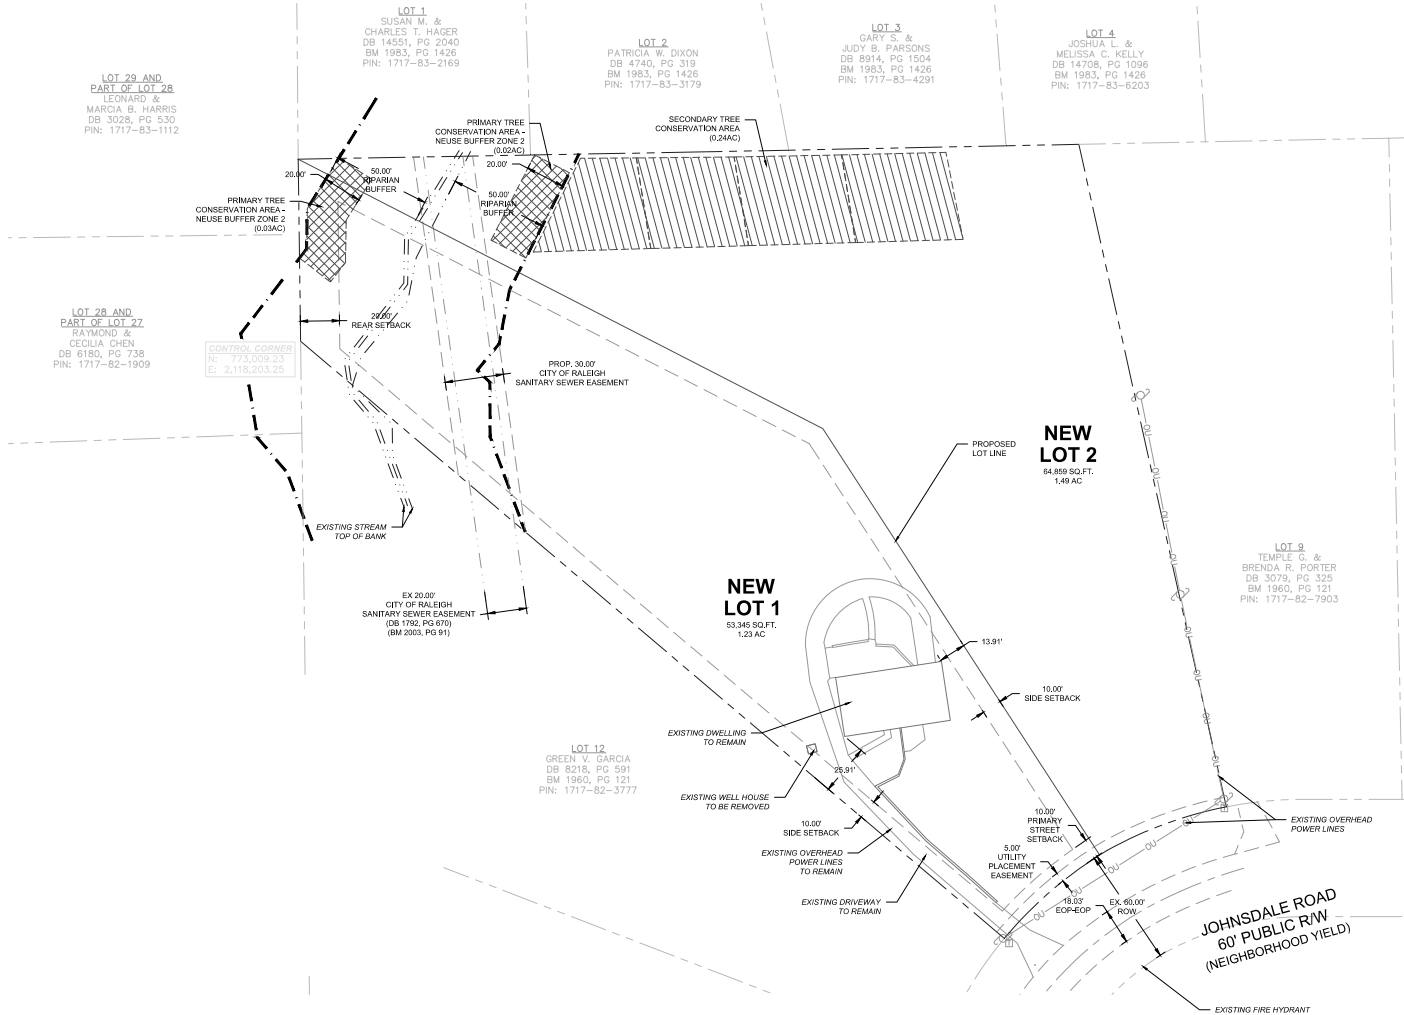 LOT 1
SUSAN M. &
CHARLES T. HAGER
DB 14551, PG 2040
BM 1983, PG 1426
PIN: 1717-83-2169
LOT 2
PATRICIA W. DIXON
DB 4740, PG 319
BM 1983, PG 1426
PIN: 1717-83-3179
LOT 3
GARY S. &
JUDY B. PARSONS
DB 8914, PG 1504
BM 1983, PG 1426
PIN: 1717-83-4291
LOT 4
JOSHUA L. &
MELISSA C. KELLY
DB 14708, PG 1096
BM 1983, PG 1426
PIN: 1717-83-6203
LOT 29 AND
PART OF LOT 28
LEONARD &
MARCIA B. HARRIS
DB 3028, PG 530
PIN: 1717-83-1112
PRIMARY TREE
CONSERVATION AREA -
NEUSE BUFFER ZONE 2
(0.02AC)
SECONDARY TREE
CONSERVATION AREA
(0.24AC)
20.00'
50.00'
RIPARIAN
BUFFER
20.00'
50.00'
RIPARIAN
BUFFER
PRIMARY TREE
CONSERVATION AREA -
NEUSE BUFFER ZONE 2
(0.03AC)
LOT 28 AND
PART OF LOT 27
RAYMOND &
CECILIA CHEN
DB 6180, PG 738
PIN: 1717-82-1909
CONTROL CORNER
N: 773,009.23
E: 2,118,203.25
20.00'
REAR SETBACK
PROP. 30.00'
CITY OF RALEIGH
SANITARY SEWER EASEMENT
PROPOSED
LOT LINE
NEW
LOT 2
64,859 SQ.FT.
1.49 AC
OU
OU
OU
OU
OU
OU
OU
OU
EXISTING STREAM
TOP OF BANK
LOT 9
TEMPLE G. &
BRENDA R. PORTER
DB 3079, PG 325
BM 1960, PG 121
PIN: 1717-82-7903
EX 20.00'
CITY OF RALEIGH
SANITARY SEWER EASEMENT
(DB 1792, PG 670)
(BM 2003, PG 91)
NEW
LOT 1
53,345 SQ.FT.
1.23 AC
13.91'
10.00'
SIDE SETBACK
EXISTING DWELLING
TO REMAIN
LOT 12
GREEN V. GARCIA
DB 8218, PG 591
BM 1960, PG 121
PIN: 1717-82-3777
25.91'
EXISTING WELL HOUSE
TO BE REMOVED
10.00'
SIDE SETBACK
EXISTING OVERHEAD
POWER LINES
TO REMAIN
EXISTING DRIVEWAY
TO REMAIN
10.00'
PRIMARY
STREET
SETBACK
5.00'
UTILITY
PLACEMENT
EASEMENT
EXISTING OVERHEAD
POWER LINES
OU
OU
OU
OU
18.03'
EOP-EOP
EX. 60.00'
ROW
JOHNSDALE ROAD
60' PUBLIC R/W
(NEIGHBORHOOD YIELD)
EXISTING FIRE HYDRANT